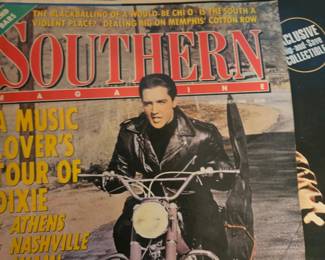 THE BLACKBALLING OF A WOULD-BE CHI O · IS THE SOUTH A
VIOLENT PLACE? · DEALING BIG ON MEMPHIS' COTTON ROW
SOUTHERN
MAGAZINE
A MUSIC
LOVER'S
TOUR OF
DIXIE
ATHENS
NASHVILLE
EXCLUSIVE
COLLECTION